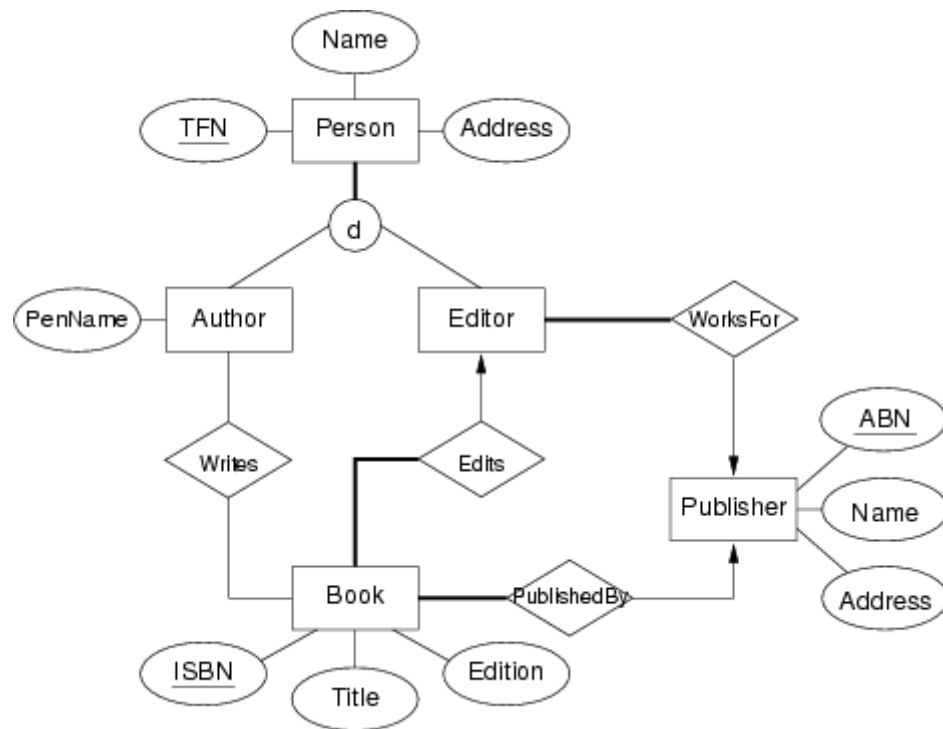 Name
TFN
Person
Address
d
PenName
Author
Editor
WorksFor
ABN
Writes
Edits
Publisher
Name
Book
PublishedBy
Address
ISBN
Title
Edition